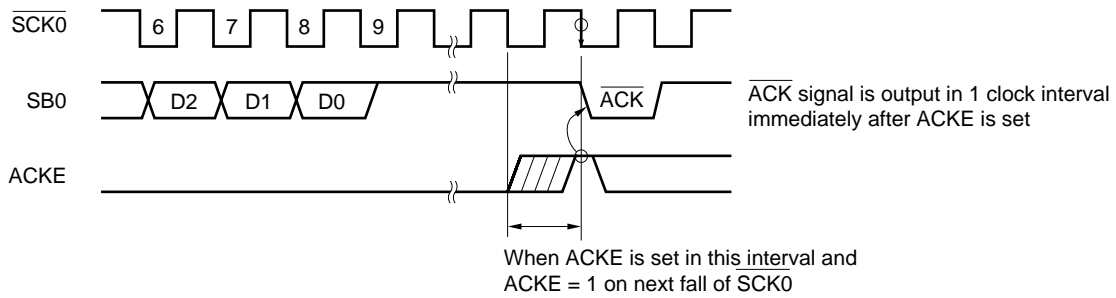 SCK0
6 7 8 9
SB0
D2 D1 D0 ACK
ACK signal is output in 1 clock interval
immediately after ACKE is set
ACKE
When ACKE is set in this interval and
ACKE = 1 on next fall of SCK0